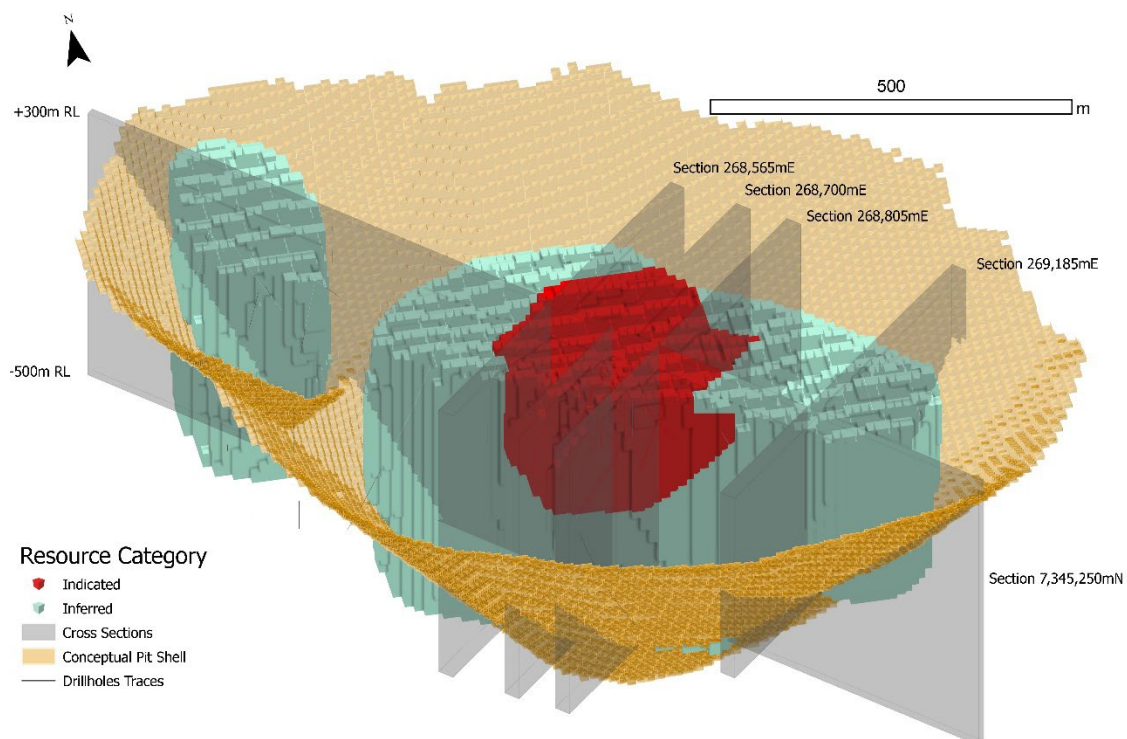 N
500
m
+300m RL
Section 268,565mE
Section 268,700mE
Section 268,805mE
Section 269,185mE
-500m RL
Section 7,345,250mN
Resource Category
Indicated
Inferred
Cross Sections
Conceptual Pit Shell
Drillholes Traces